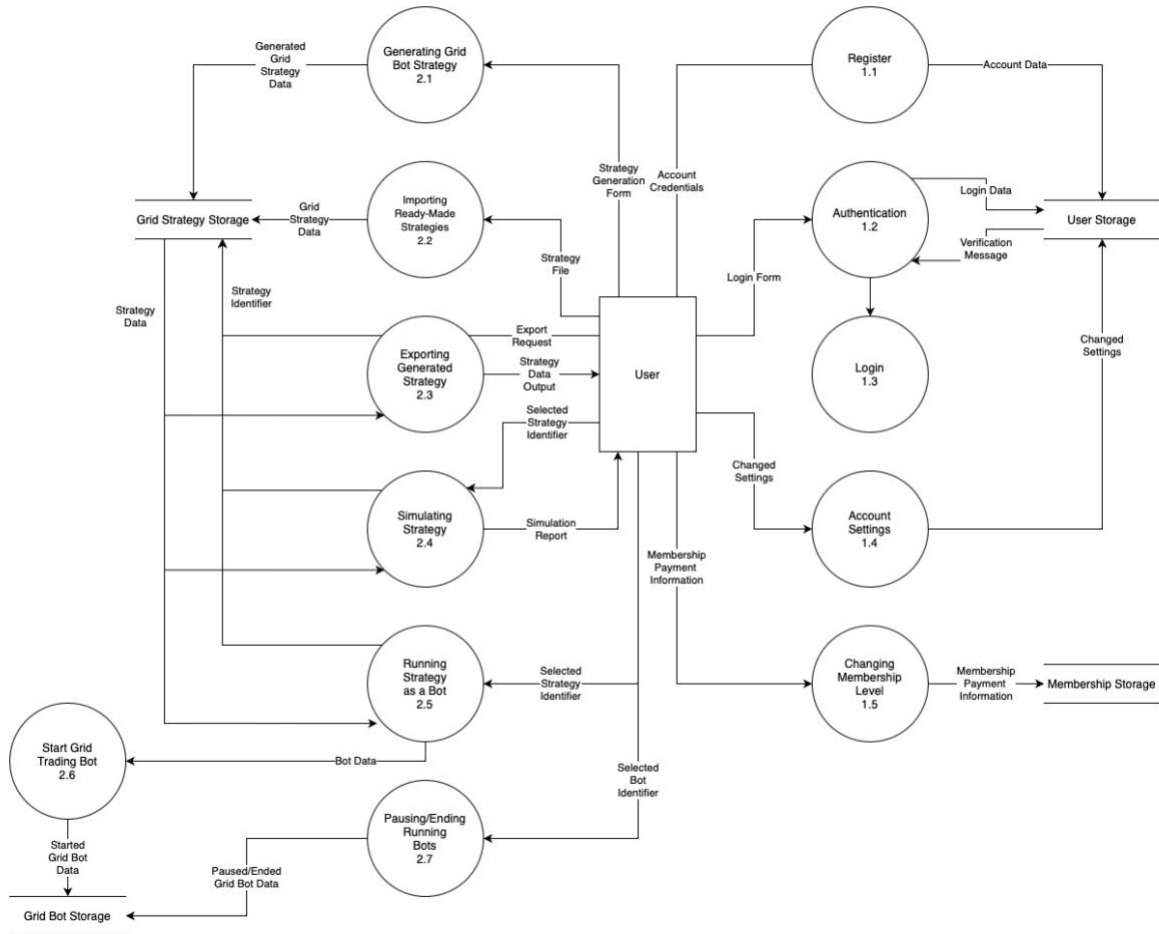 Generated
Grid
Strategy
Data
Generating Grid
Bot Strategy
2.1
Register
1.1
Account Data
Strategy
Generation
Form
Account
Credentials
Grid Strategy Storage
Grid
Strategy
Data
Importing
Ready-Made
Strategies
2.2
Authentication
1.2
Login Data
User Storage
Verification
Message
Strategy
File
Login Form
Strategy
Data
Strategy
Identifier
Exporting
Generated
Strategy
2.3
Export
Request
Strategy
Data
Output
User
Login
1.3
Changed
Settings
Selected
Strategy
Identifier
Changed
Settings
Simulating
Strategy
2.4
Simulation
Report
Account
Settings
1.4
Membership
Payment
Information
Running
Strategy
as a Bot
2.5
Selected
Strategy
Identifier
Changing
Membership
Level
1.5
Membership
Payment
Information
Membership Storage
Start Grid
Trading Bot
2.6
Bot Data
Selected
Bot
Identifier
Pausing/Ending
Running
Bots
2.7
Started
Grid Bot
Data
Paused/Ended
Grid Bot Data
Grid Bot Storage